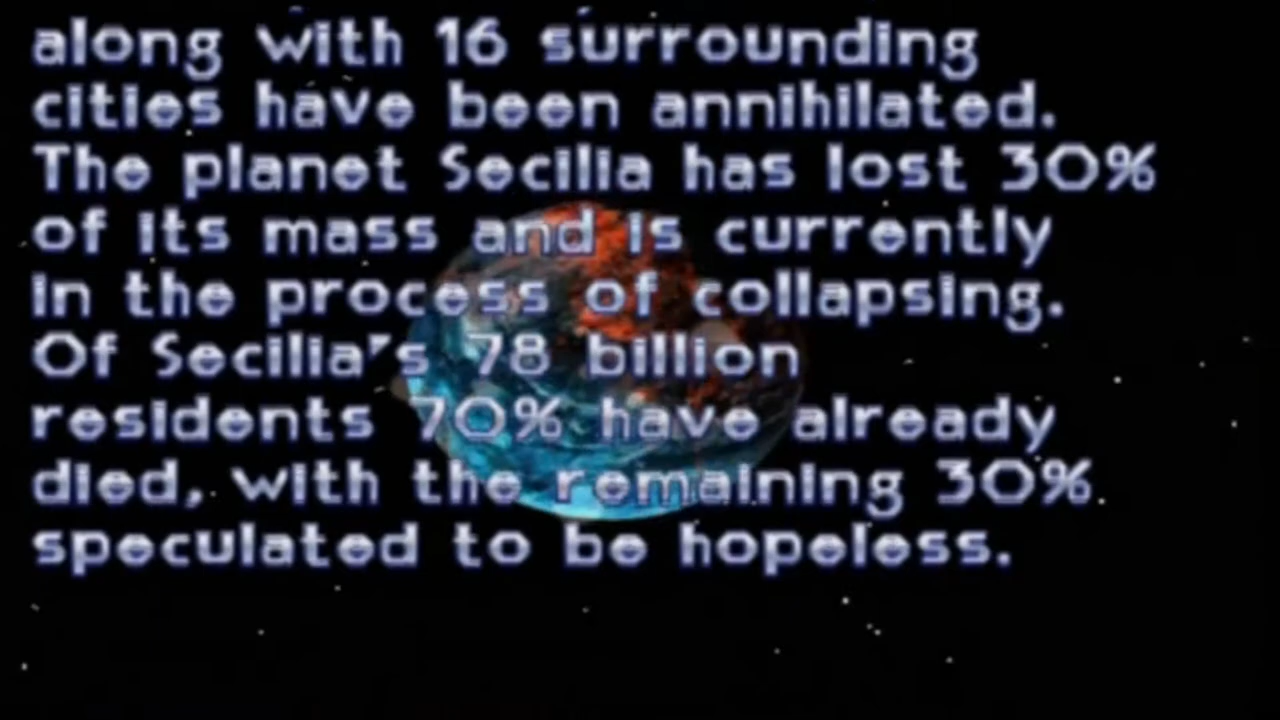 along with 16 surrounding
cities have been annihilated.
The planet Secilia has lost 30%
of its mass and is currently
in the process of collapsing.
Of Secilia's 78 billion
residents 70% have already
died, with the remaining 30%
speculated to be hopeless.